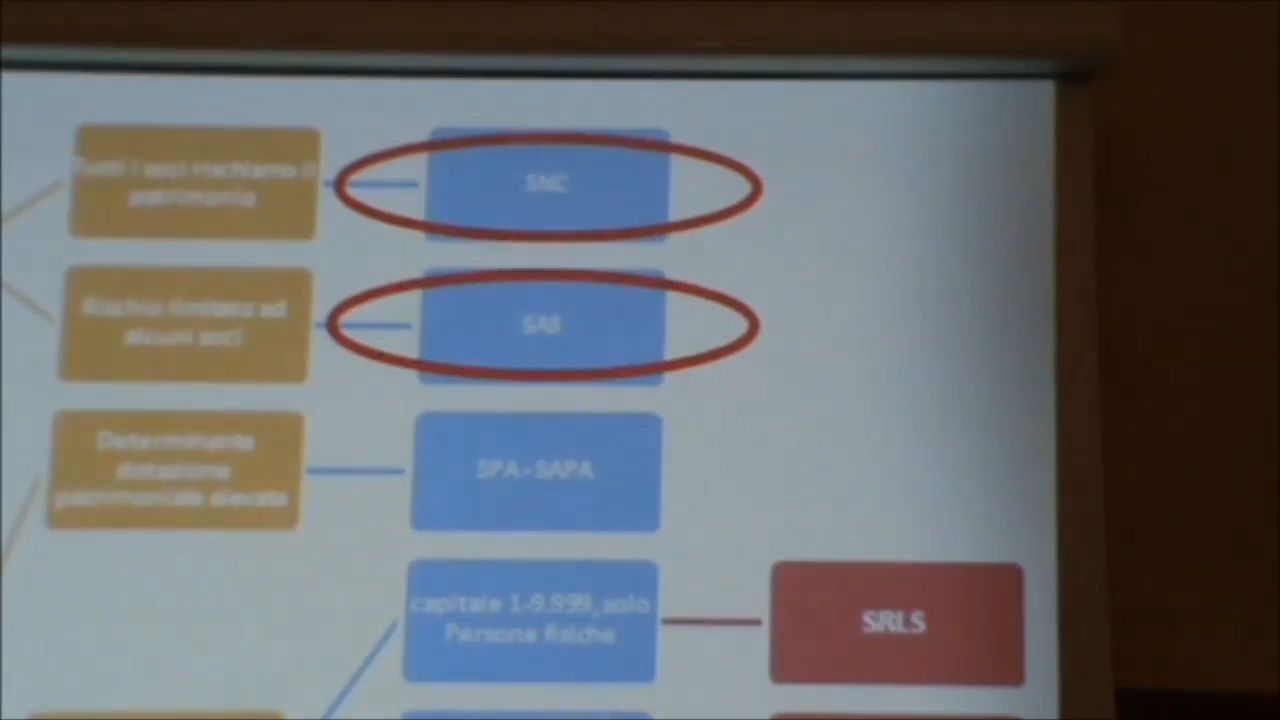 Tutti i soci rischiamo il
patrimonio
SNC
Rischio limitato ad
alcuni soci
SAS
Determinante
dotazione
patrimoniale elevata
SPA - SAPA
capitale 1-9.999, solo
Persone fisiche
SRLS